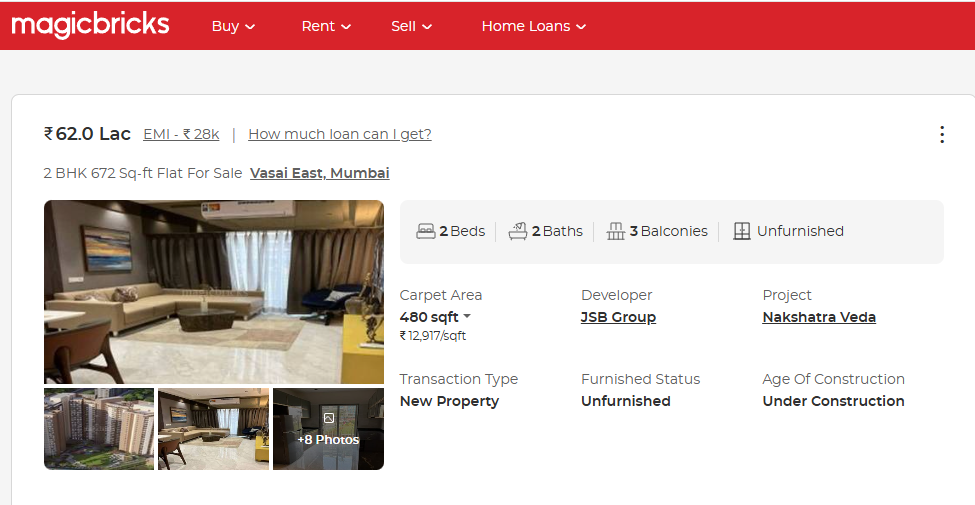 magicbricks
Buy Rent Sell Home Loans
₹62.0 Lac EMI - ₹ 28k | How much loan can I get?
2 BHK 672 Sq-ft Flat For Sale Vasai East, Mumbai
2 Beds 2 Baths 3 Balconies Unfurnished
magicbricks
Carpet Area Developer Project
480 sqft JSB Group Nakshatra Veda
₹12,917/sqft
Transaction Type Furnished Status Age Of Construction
New Property Unfurnished Under Construction
+8 Photos